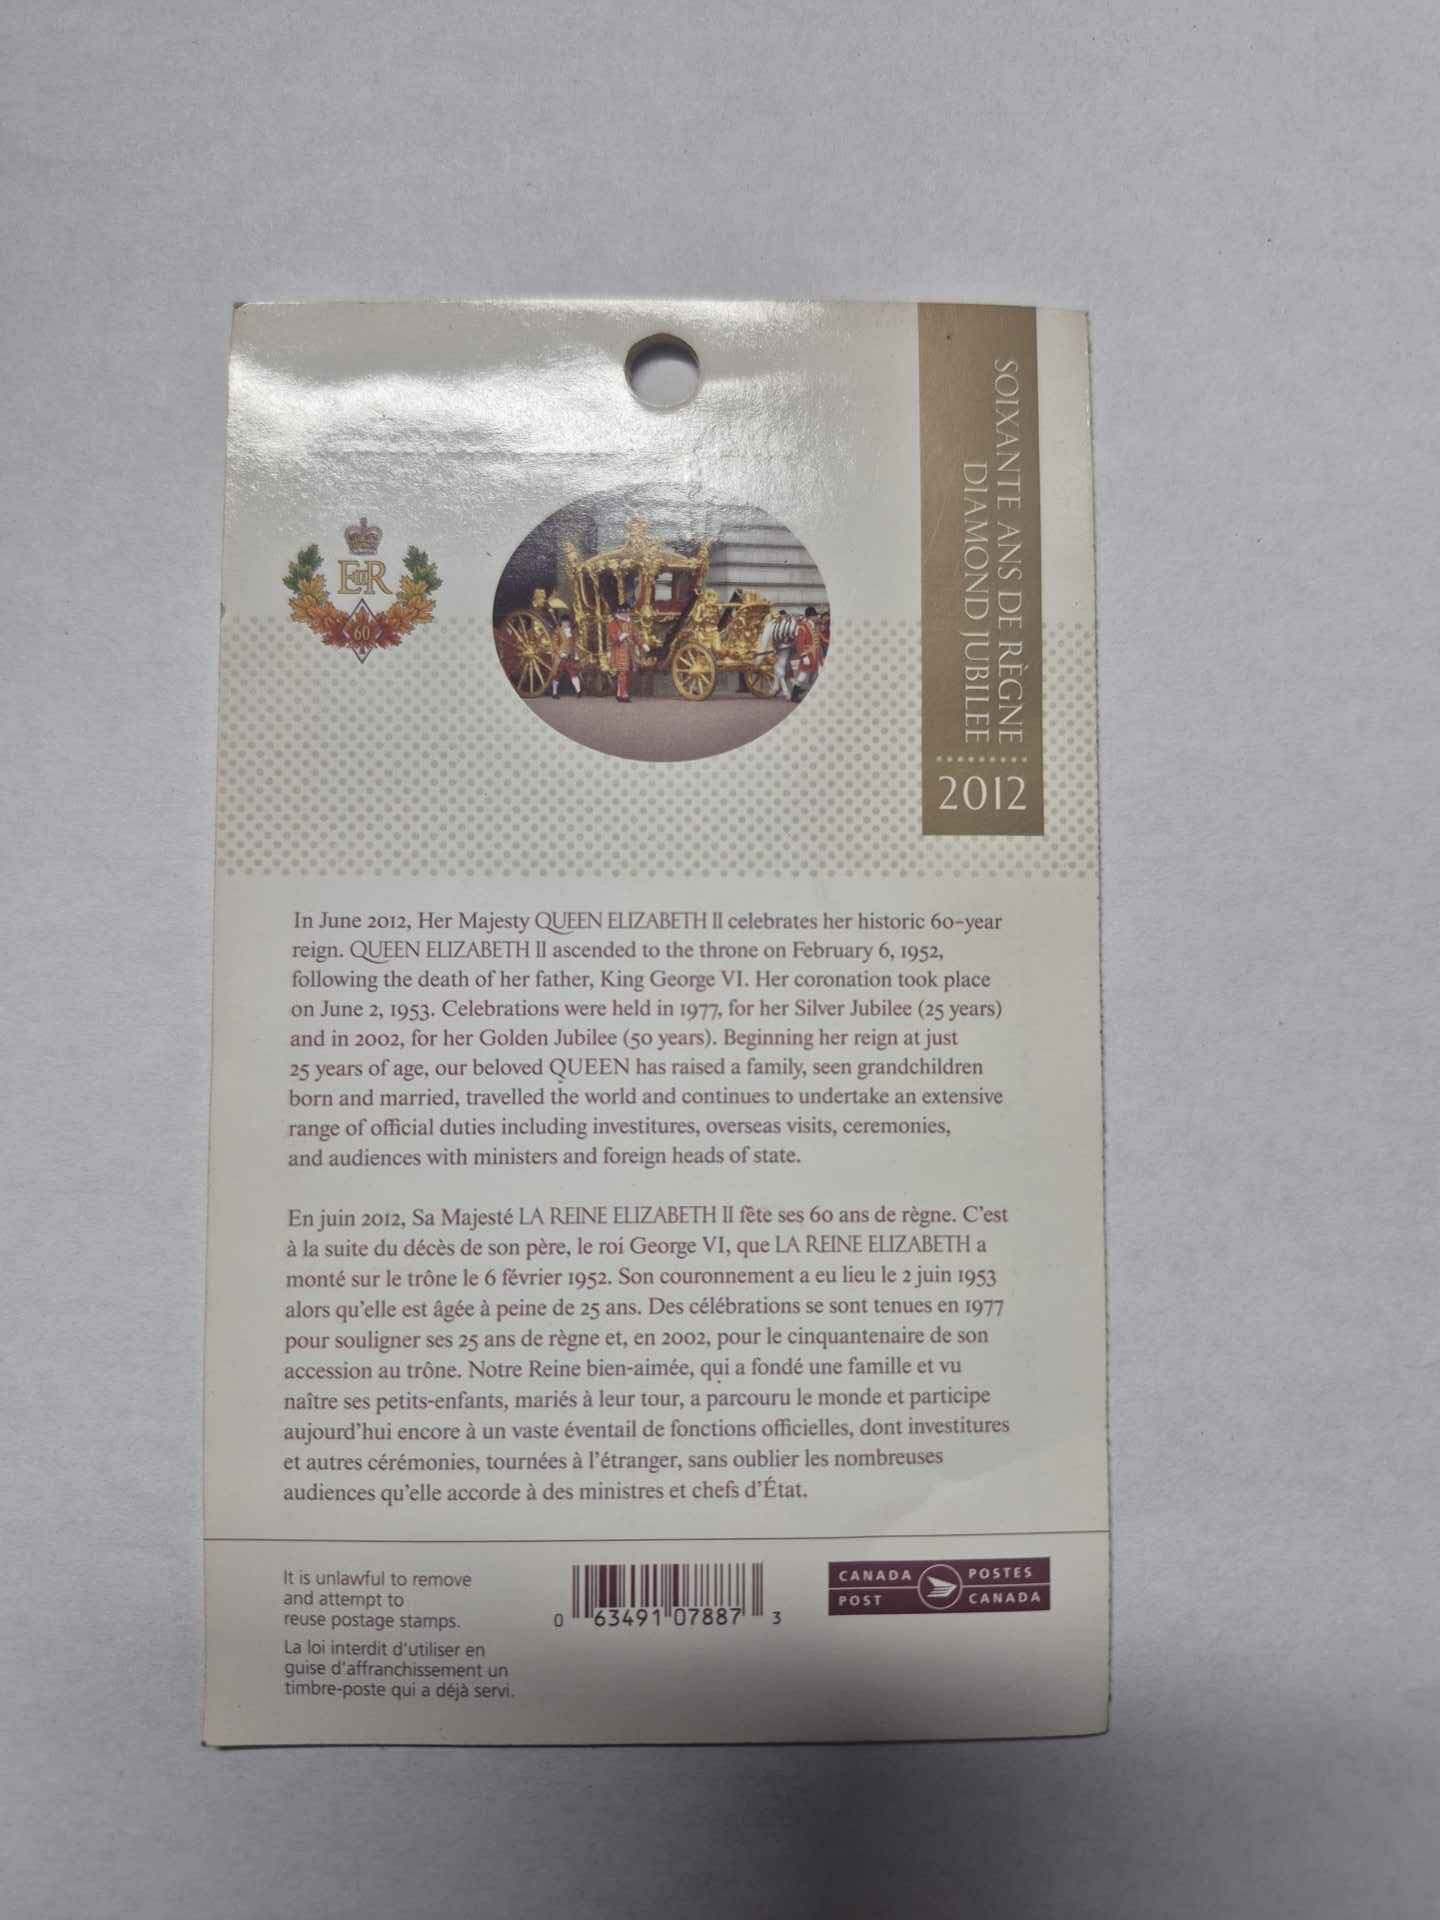 SOIXANTE ANS DE RÈGNE
DIAMOND JUBILEE
2012
EIIR
60
In June 2012, Her Majesty QUEEN ELIZABETH II celebrates her historic 60-year
reign. QUEEN ELIZABETH II ascended to the throne on February 6, 1952,
following the death of her father, King George VI. Her coronation took place
on June 2, 1953. Celebrations were held in 1977, for her Silver Jubilee (25 years)
and in 2002, for her Golden Jubilee (50 years). Beginning her reign at just
25 years of age, our beloved QUEEN has raised a family, seen grandchildren
born and married, travelled the world and continues to undertake an extensive
range of official duties including investitures, overseas visits, ceremonies,
and audiences with ministers and foreign heads of state.
En juin 2012, Sa Majesté LA REINE ELIZABETH II fête ses 60 ans de règne. C'est
à la suite du décès de son père, le roi George VI, que LA REINE ELIZABETH a
monté sur le trône le 6 février 1952. Son couronnement a eu lieu le 2 juin 1953
alors qu'elle est âgée à peine de 25 ans. Des célébrations se sont tenues en 1977
pour souligner ses 25 ans de règne et, en 2002, pour le cinquantenaire de son
accession au trône. Notre Reine bien-aimée, qui a fondé une famille et vu
naître ses petits-enfants, mariés à leur tour, a parcouru le monde et participe
aujourd'hui encore à un vaste éventail de fonctions officielles, dont investitures
et autres cérémonies, tournées à l'étranger, sans oublier les nombreuses
audiences qu'elle accorde à des ministres et chefs d'État.
It is unlawful to remove
and attempt to
reuse postage stamps.
La loi interdit d'utiliser en
guise d'affranchissement un
timbre-poste qui a déjà servi.
0 63491 07887 3
CANADA POSTES
POST CANADA